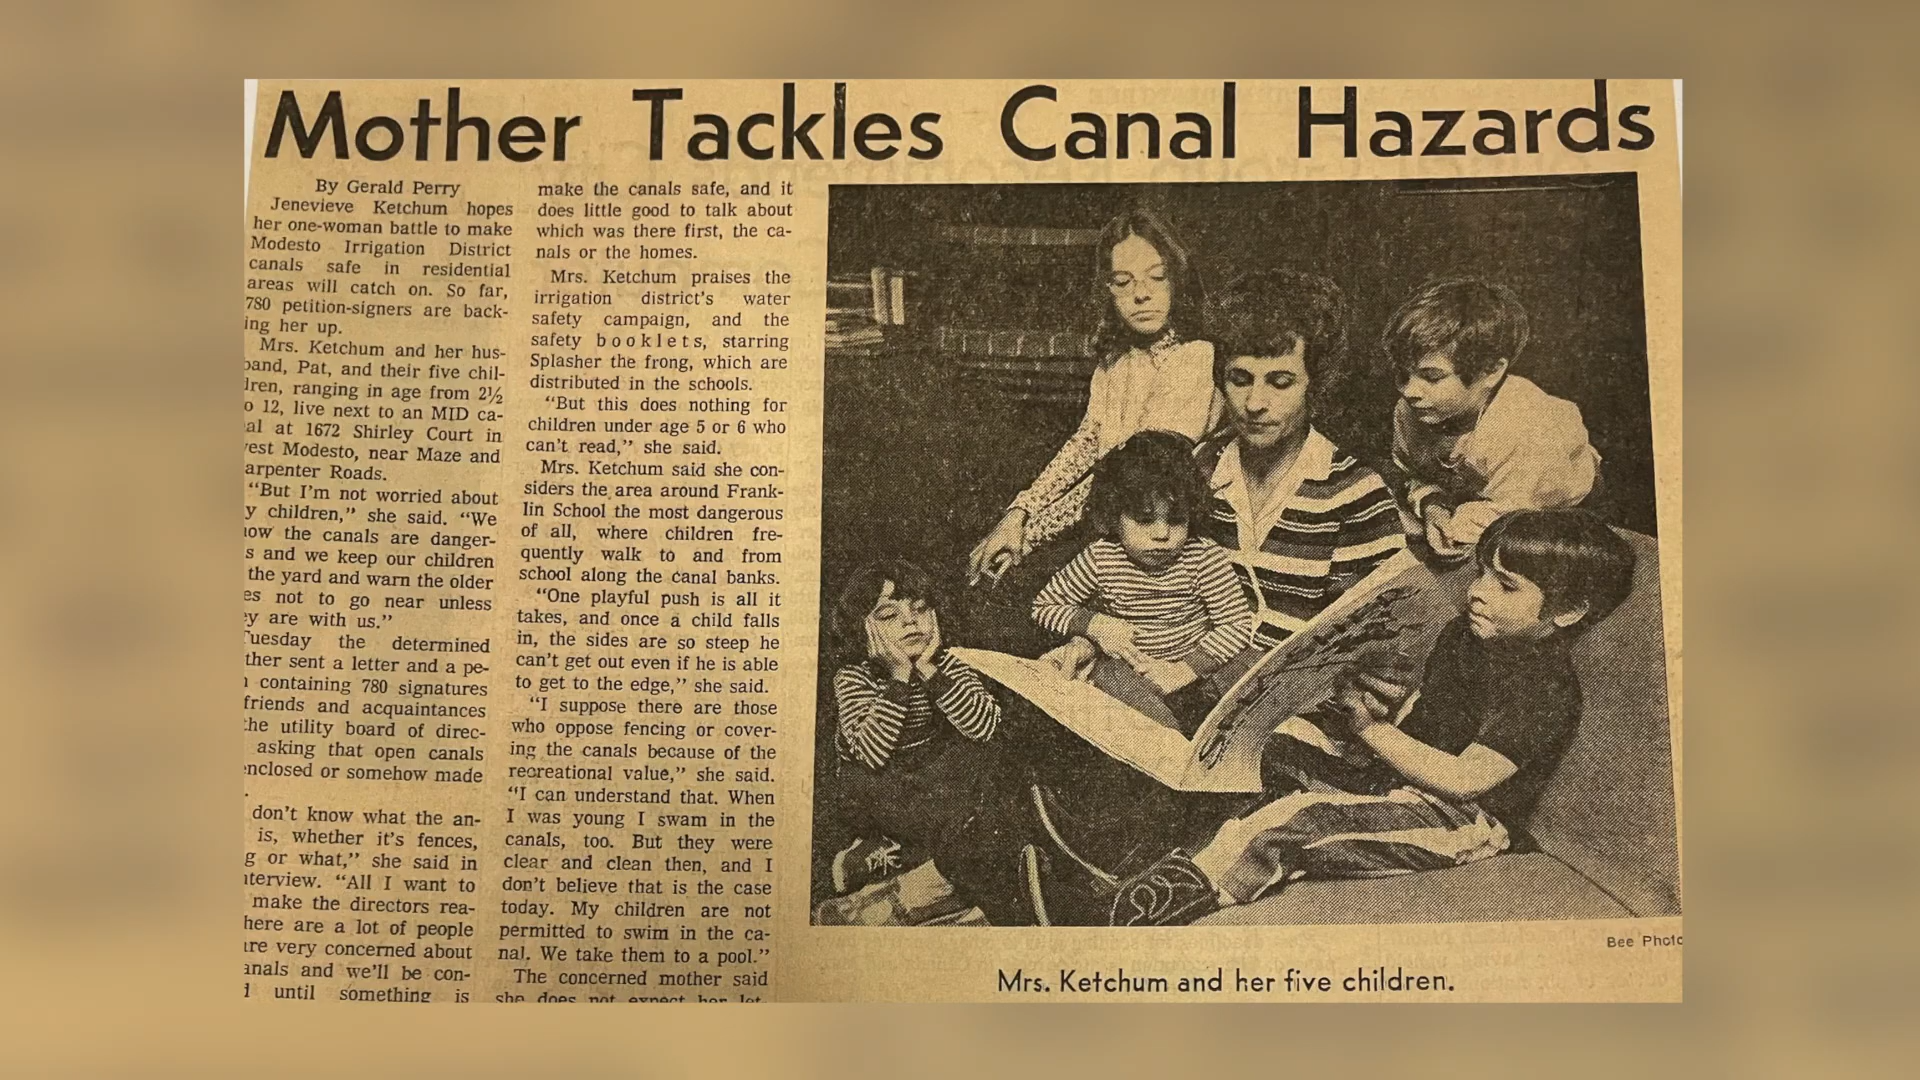 Mother Tackles Canal Hazards
By Gerald Perry
Jenevieve Ketchum hopes
her one-woman battle to make
Modesto Irrigation District
canals safe in residential
areas will catch on. So far,
780 petition-signers are back-
ing her up.
Mrs. Ketchum and her hus-
band, Pat, and their five chil-
dren, ranging in age from 2½
o 12, live next to an MID ca-
al at 1672 Shirley Court in
est Modesto, near Maze and
arpenter Roads.
"But I'm not worried about
y children," she said. "We
ow the canals are danger-
s and we keep our children
the yard and warn the older
es not to go near unless
ey are with us."
Tuesday the determined
ther sent a letter and a pe-
containing 780 signatures
friends and acquaintances
the utility board of direc-
asking that open canals
enclosed or somehow made
.
don't know what the an-
is, whether it's fences,
g or what," she said in
nterview. "All I want to
make the directors rea-
here are a lot of people
are very concerned about
anals and we'll be con-
d until something is
make the canals safe, and it
does little good to talk about
which was there first, the ca-
nals or the homes.
Mrs. Ketchum praises the
irrigation district's water
safety campaign, and the
safety booklets, starring
Splasher the frong, which are
distributed in the schools.
"But this does nothing for
children under age 5 or 6 who
can't read," she said.
Mrs. Ketchum said she con-
siders the area around Frank-
lin School the most dangerous
of all, where children fre-
quently walk to and from
school along the canal banks.
"One playful push is all it
takes, and once a child falls
in, the sides are so steep he
can't get out even if he is able
to get to the edge," she said.
"I suppose there are those
who oppose fencing or cover-
ing the canals because of the
recreational value," she said.
"I can understand that. When
I was young I swam in the
canals, too. But they were
clear and clean then, and I
don't believe that is the case
today. My children are not
permitted to swim in the ca-
nal. We take them to a pool."
The concerned mother said
she does not expect her let-
Bee Photo
Mrs. Ketchum and her five children.